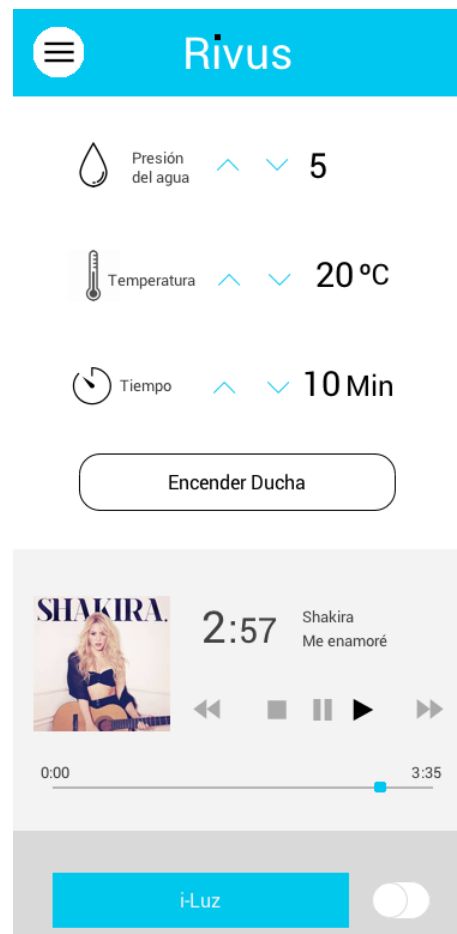 Rivus
Presión
del agua
5
Temperatura
20 ºC
Tiempo
10 Min
Encender Ducha
SHAKIRA.
2:57
Shakira
Me enamoré
0:00
3:35
i-Luz